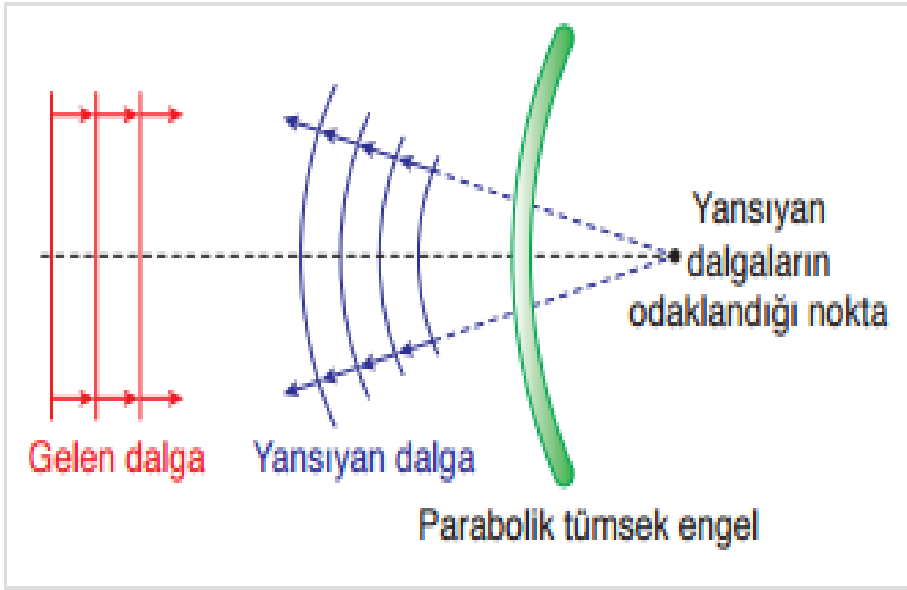 Yansıyan
dalgaların
odaklandığı nokta
Gelen dalga
Yansıyan dalga
Parabolik tümsek engel